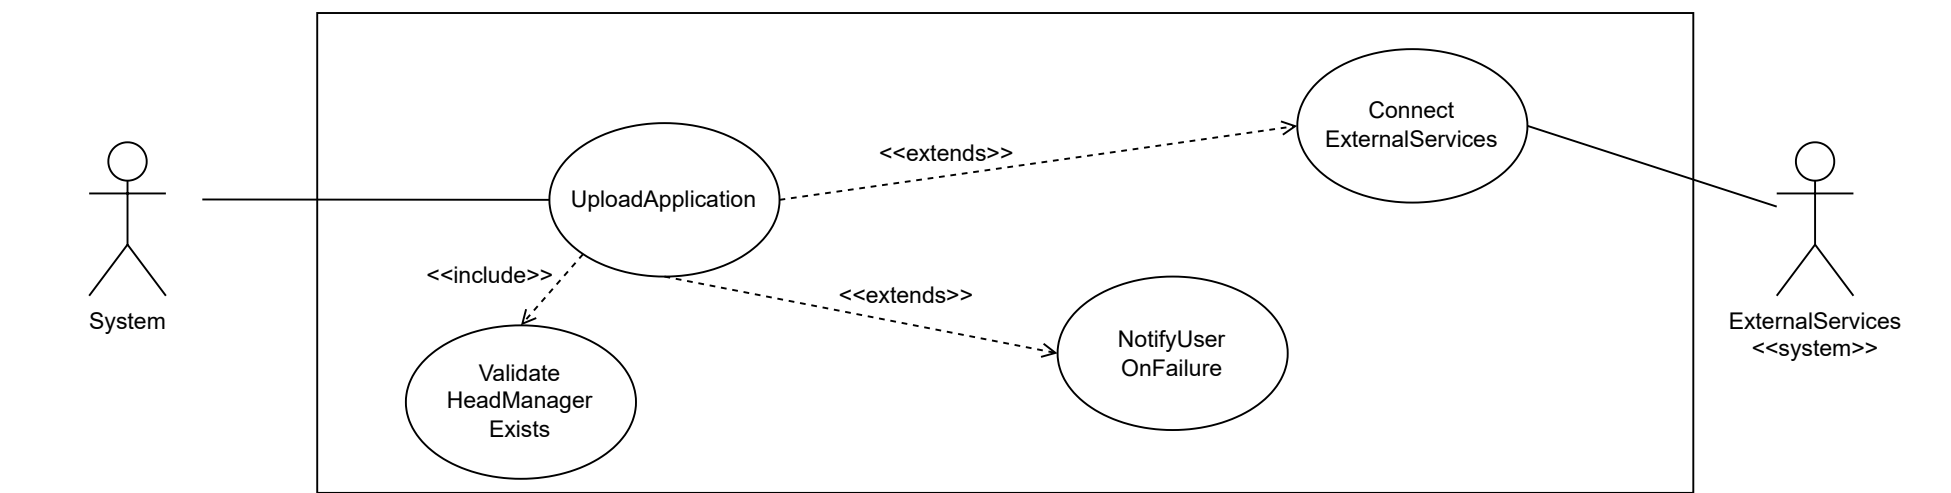 Connect
ExternalServices
<<extends>>
UploadApplication
<<include>>
<<extends>>
System
ExternalServices
<<system>>
NotifyUser
OnFailure
Validate
HeadManager
Exists